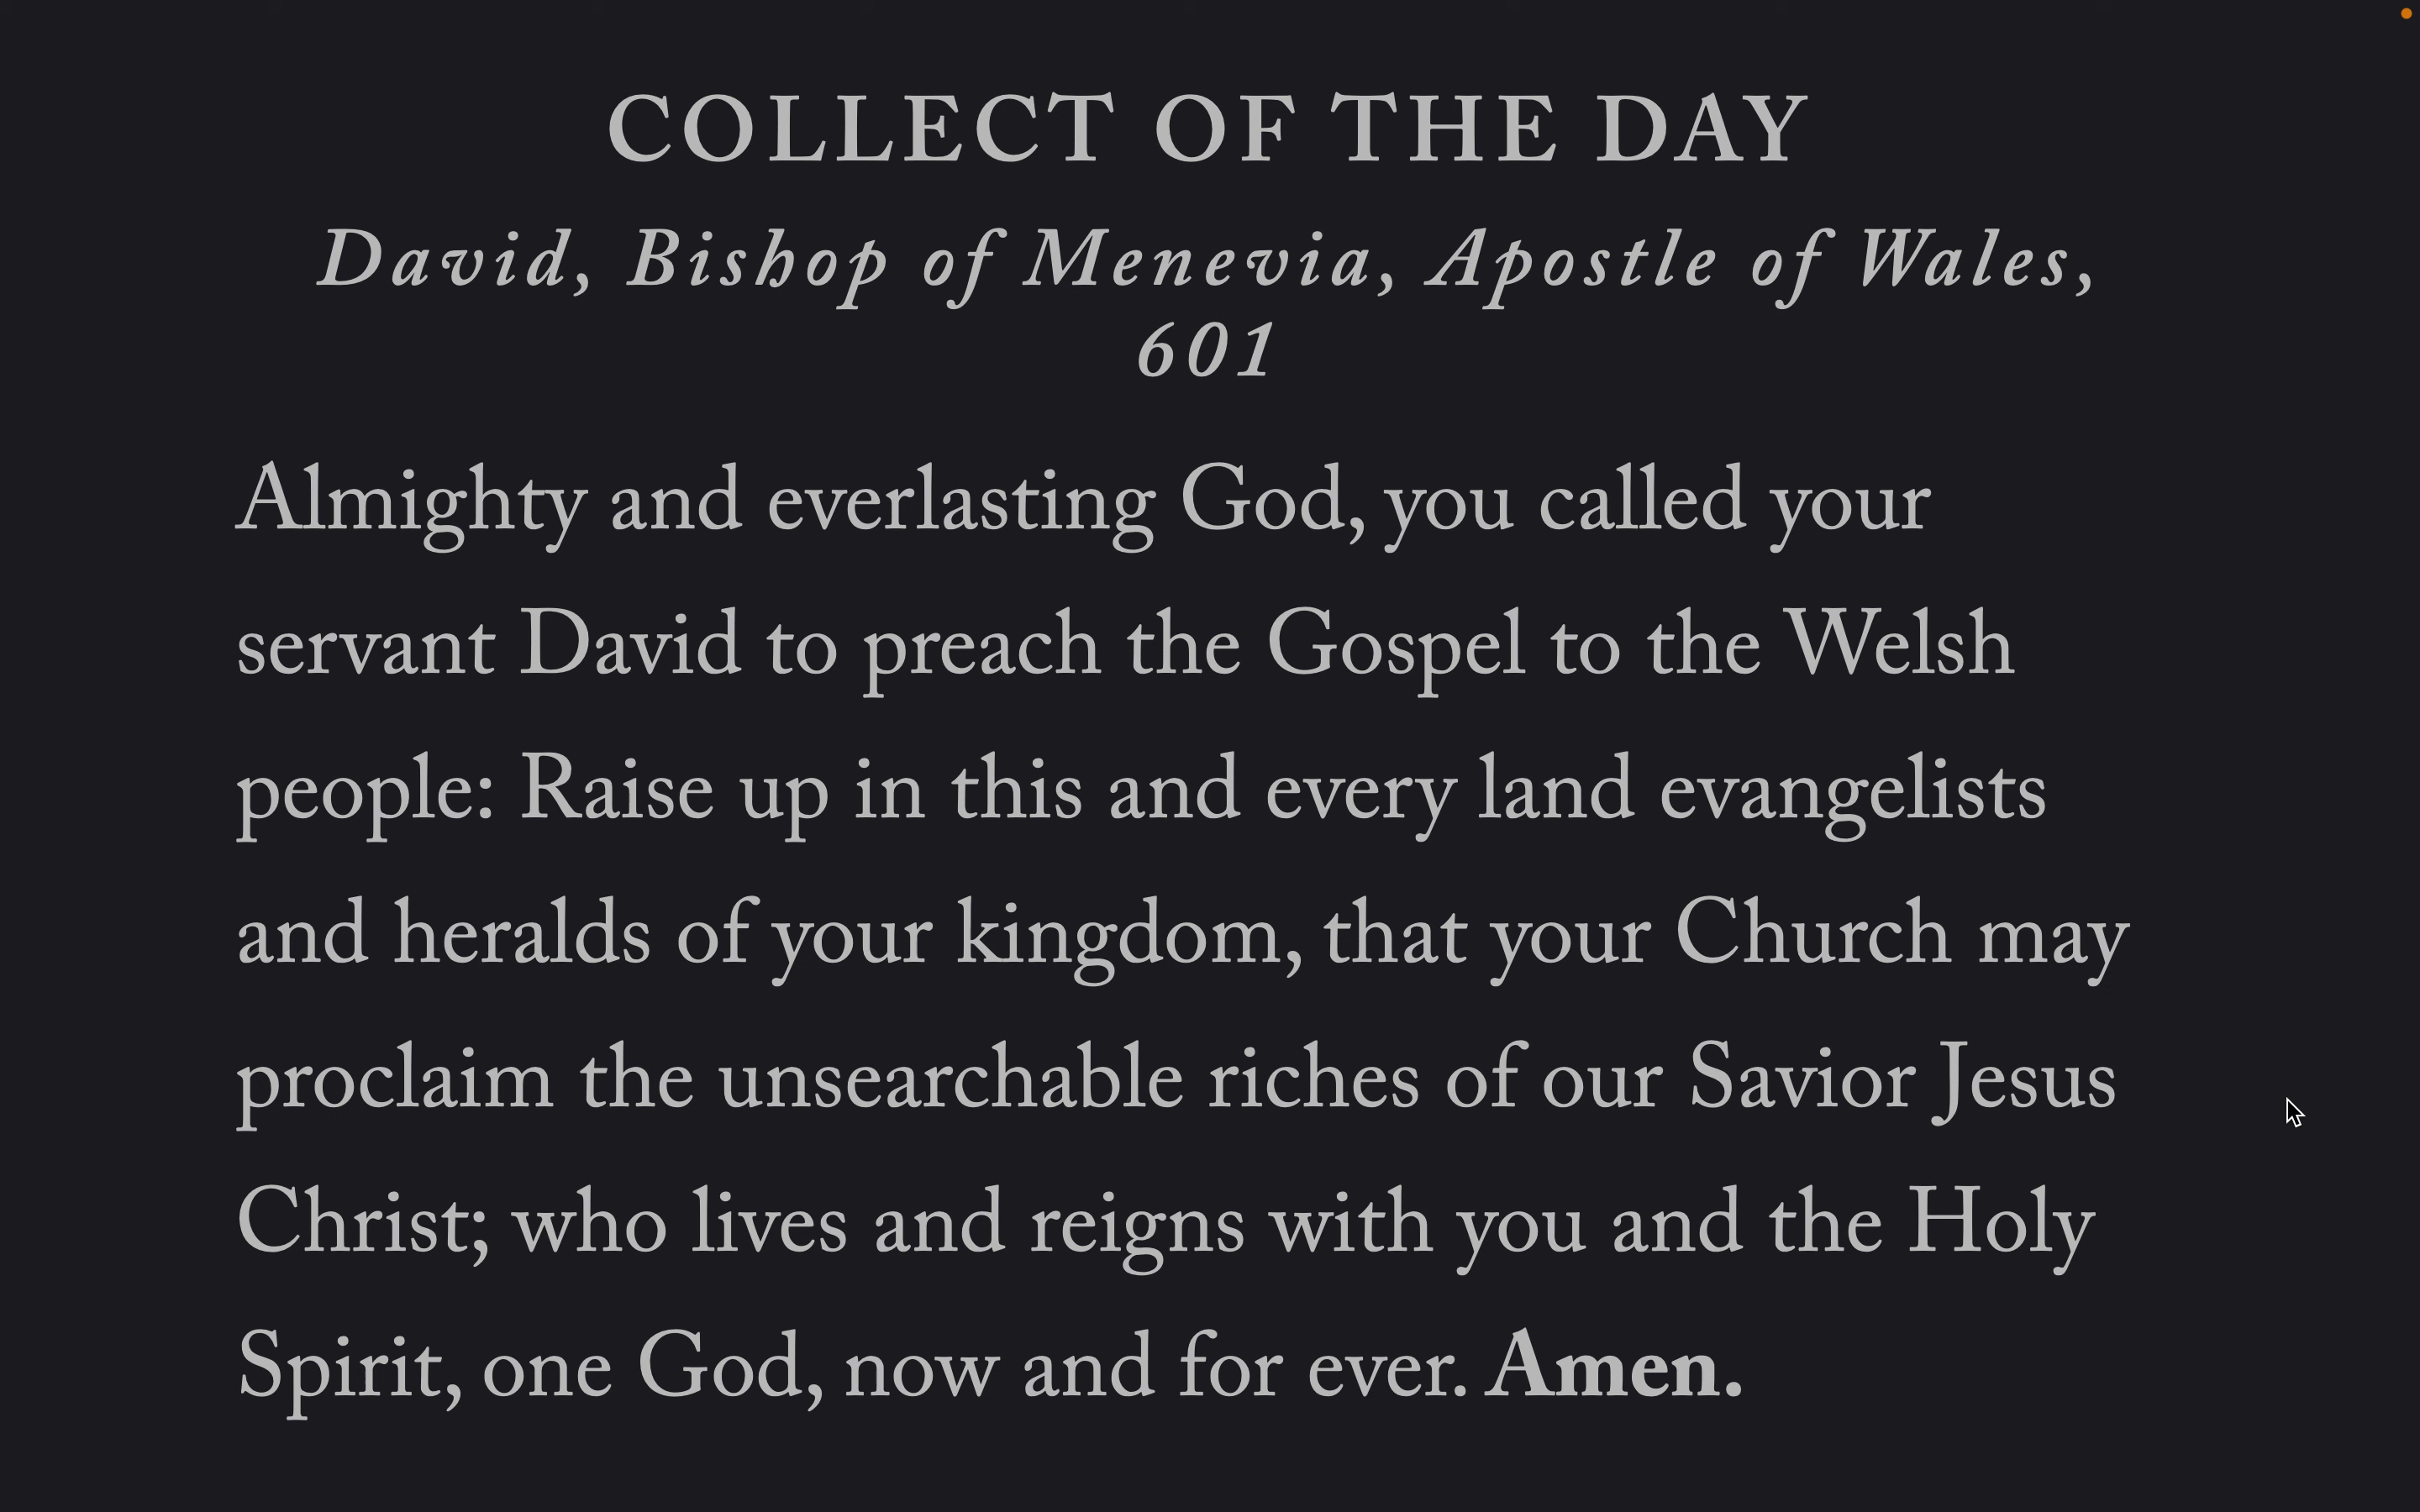 COLLECT OF THE DAY
David, Bishop of Menevia, Apostle of Wales,
601
Almighty and everlasting God, you called your
servant David to preach the Gospel to the Welsh
people: Raise up in this and every land evangelists
and heralds of your kingdom, that your Church may
proclaim the unsearchable riches of our Savior Jesus
Christ; who lives and reigns with you and the Holy
Spirit, one God, now and for ever. Amen.